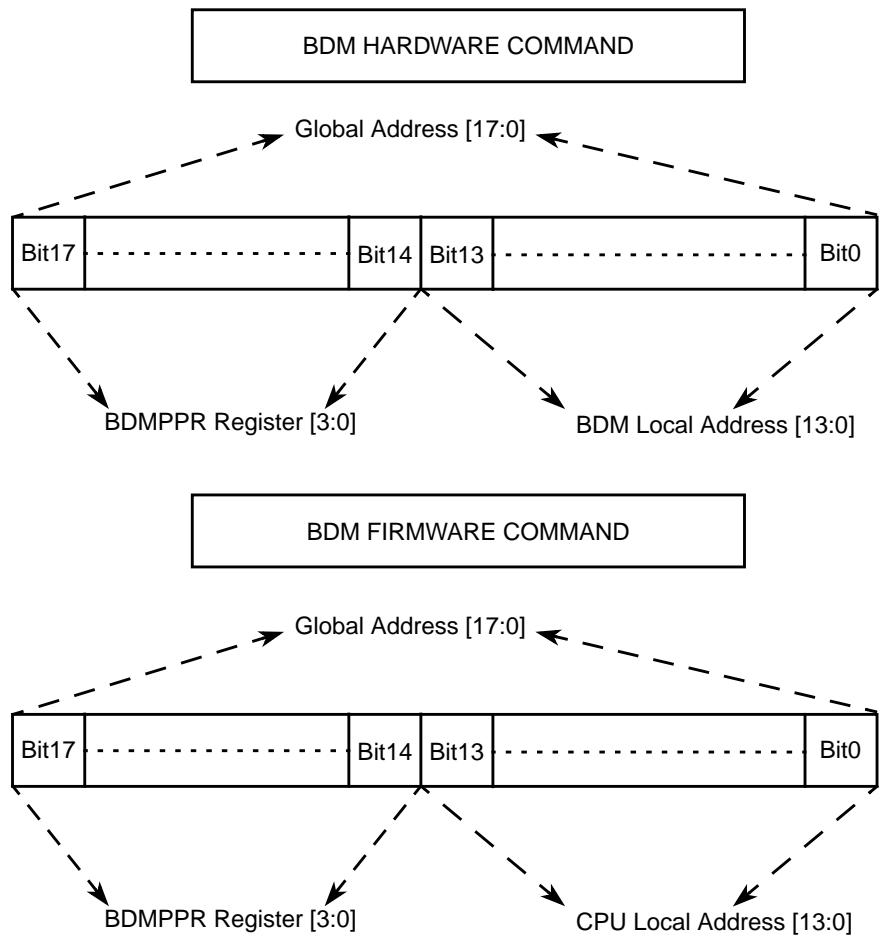 BDM HARDWARE COMMAND
Global Address [17:0]
Bit17 Bit14 Bit13 Bit0
BDMPPR Register [3:0]
BDM Local Address [13:0]
BDM FIRMWARE COMMAND
Global Address [17:0]
Bit17 Bit14 Bit13 Bit0
BDMPPR Register [3:0]
CPU Local Address [13:0]